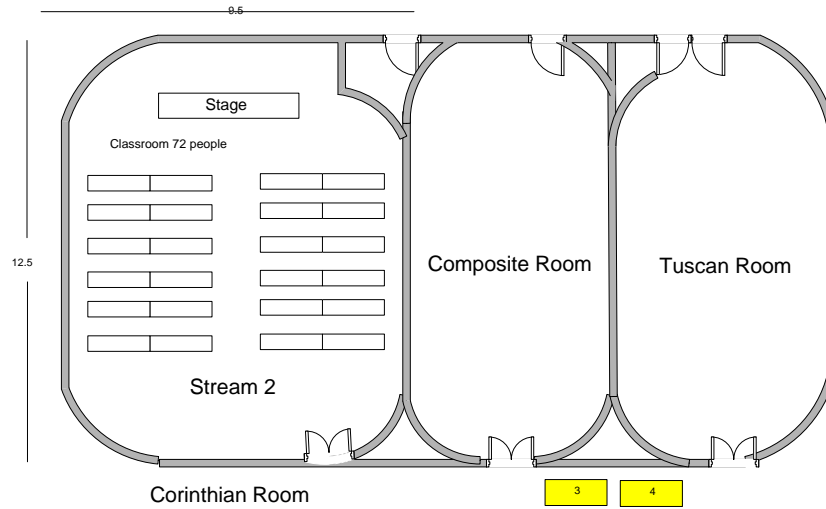 9.5
Stage
Classroom 72 people
12.5
Composite Room
Tuscan Room
Stream 2
Corinthian Room
3
4